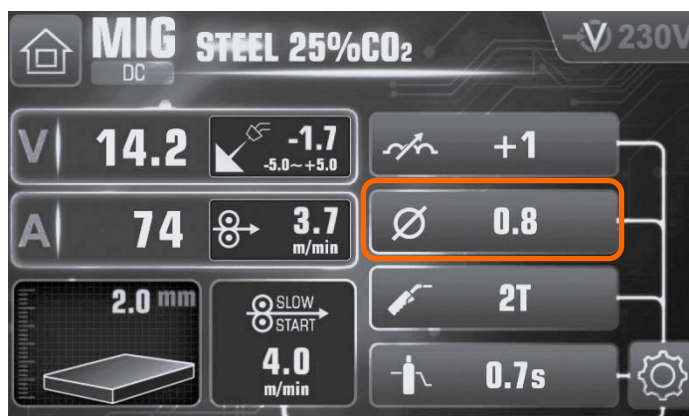 MIG STEEL 25%CO₂
DC
V 230V
V 14.2 -1.7
-5.0~+5.0
+1
A 74 3.7
m/min
0.8
2.0 mm
SLOW
START
4.0
m/min
2T
0.7s